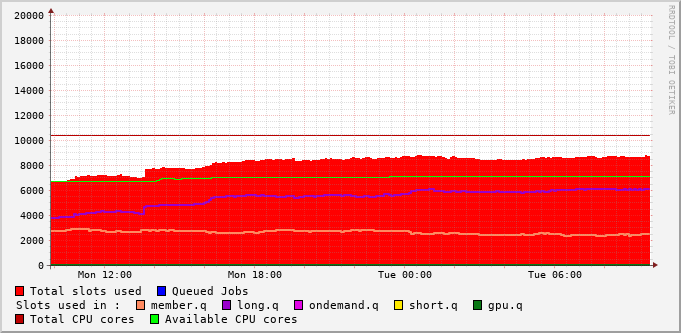 RRDTOOL / TOBI OETIKER
20000
18000
16000
14000
12000
10000
8000
6000
4000
2000
0
Mon 12:00 Mon 18:00 Tue 00:00 Tue 06:00
Total slots used Queued Jobs
Slots used in : member.q long.q ondemand.q short.q gpu.q
Total CPU cores Available CPU cores